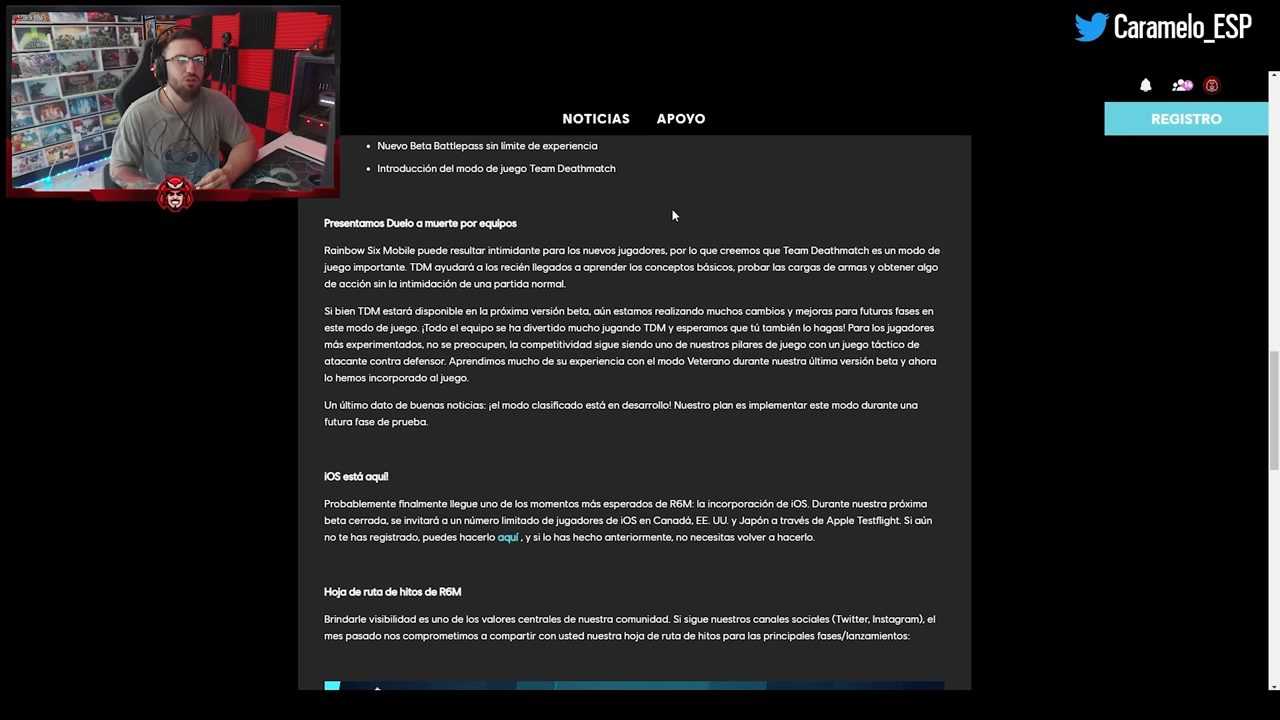 Caramelo_ESP
NOTICIAS APOYO
REGISTRO
• Nuevo Beta Battlepass sin límite de experiencia
• Introducción del modo de juego Team Deathmatch
Presentamos Duelo a muerte por equipos
Rainbow Six Mobile puede resultar intimidante para los nuevos jugadores, por lo que creemos que Team Deathmatch es un modo de
juego importante. TDM ayudará a los recién llegados a aprender los conceptos básicos, probar las cargas de armas y obtener algo
de acción sin la intimidación de una partida normal.
Si bien TDM estará disponible en la próxima versión beta, aún estamos realizando muchos cambios y mejoras para futuras fases en
este modo de juego. ¡Todo el equipo se ha divertido mucho jugando TDM y esperamos que tú también lo hagas! Para los jugadores
más experimentados, no se preocupen, la competitividad sigue siendo uno de nuestros pilares de juego con un juego táctico de
atacante contra defensor. Aprendimos mucho de su experiencia con el modo Veterano durante nuestra última versión beta y ahora
lo hemos incorporado al juego.
Un último dato de buenas noticias: ¡el modo clasificado está en desarrollo! Nuestro plan es implementar este modo durante una
futura fase de prueba.
iOS está aquí!
Probablemente finalmente llegue uno de los momentos más esperados de R6M: la incorporación de iOS. Durante nuestra próxima
beta cerrada, se invitará a un número limitado de jugadores de iOS en Canadá, EE. UU. y Japón a través de Apple Testflight. Si aún
no te has registrado, puedes hacerlo aquí , y si lo has hecho anteriormente, no necesitas volver a hacerlo.
Hoja de ruta de hitos de R6M
Brindarle visibilidad es uno de los valores centrales de nuestra comunidad. Si sigue nuestros canales sociales (Twitter, Instagram), el
mes pasado nos comprometimos a compartir con usted nuestra hoja de ruta de hitos para las principales fases/lanzamientos: